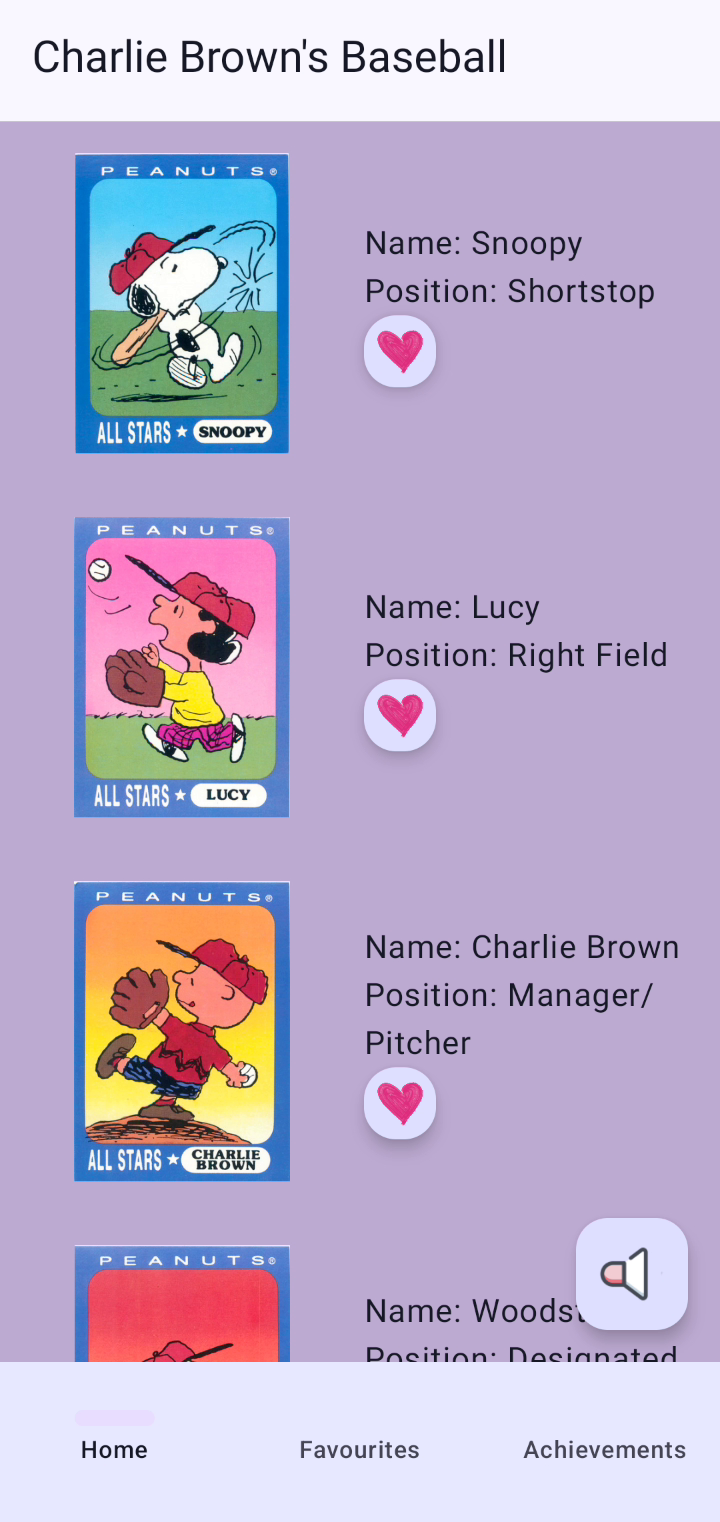 Charlie Brown's Baseball
PEANUTS®
ALL STARS ★ SNOOPY
Name: Snoopy
Position: Shortstop
PEANUTS®
ALL STARS ★ LUCY
Name: Lucy
Position: Right Field
PEANUTS®
ALL STARS ★ CHARLIE
BROWN
Name: Charlie Brown
Position: Manager/
Pitcher
PEANUTS®
Name:
Position: Designated
Home
Favourites
Achievements